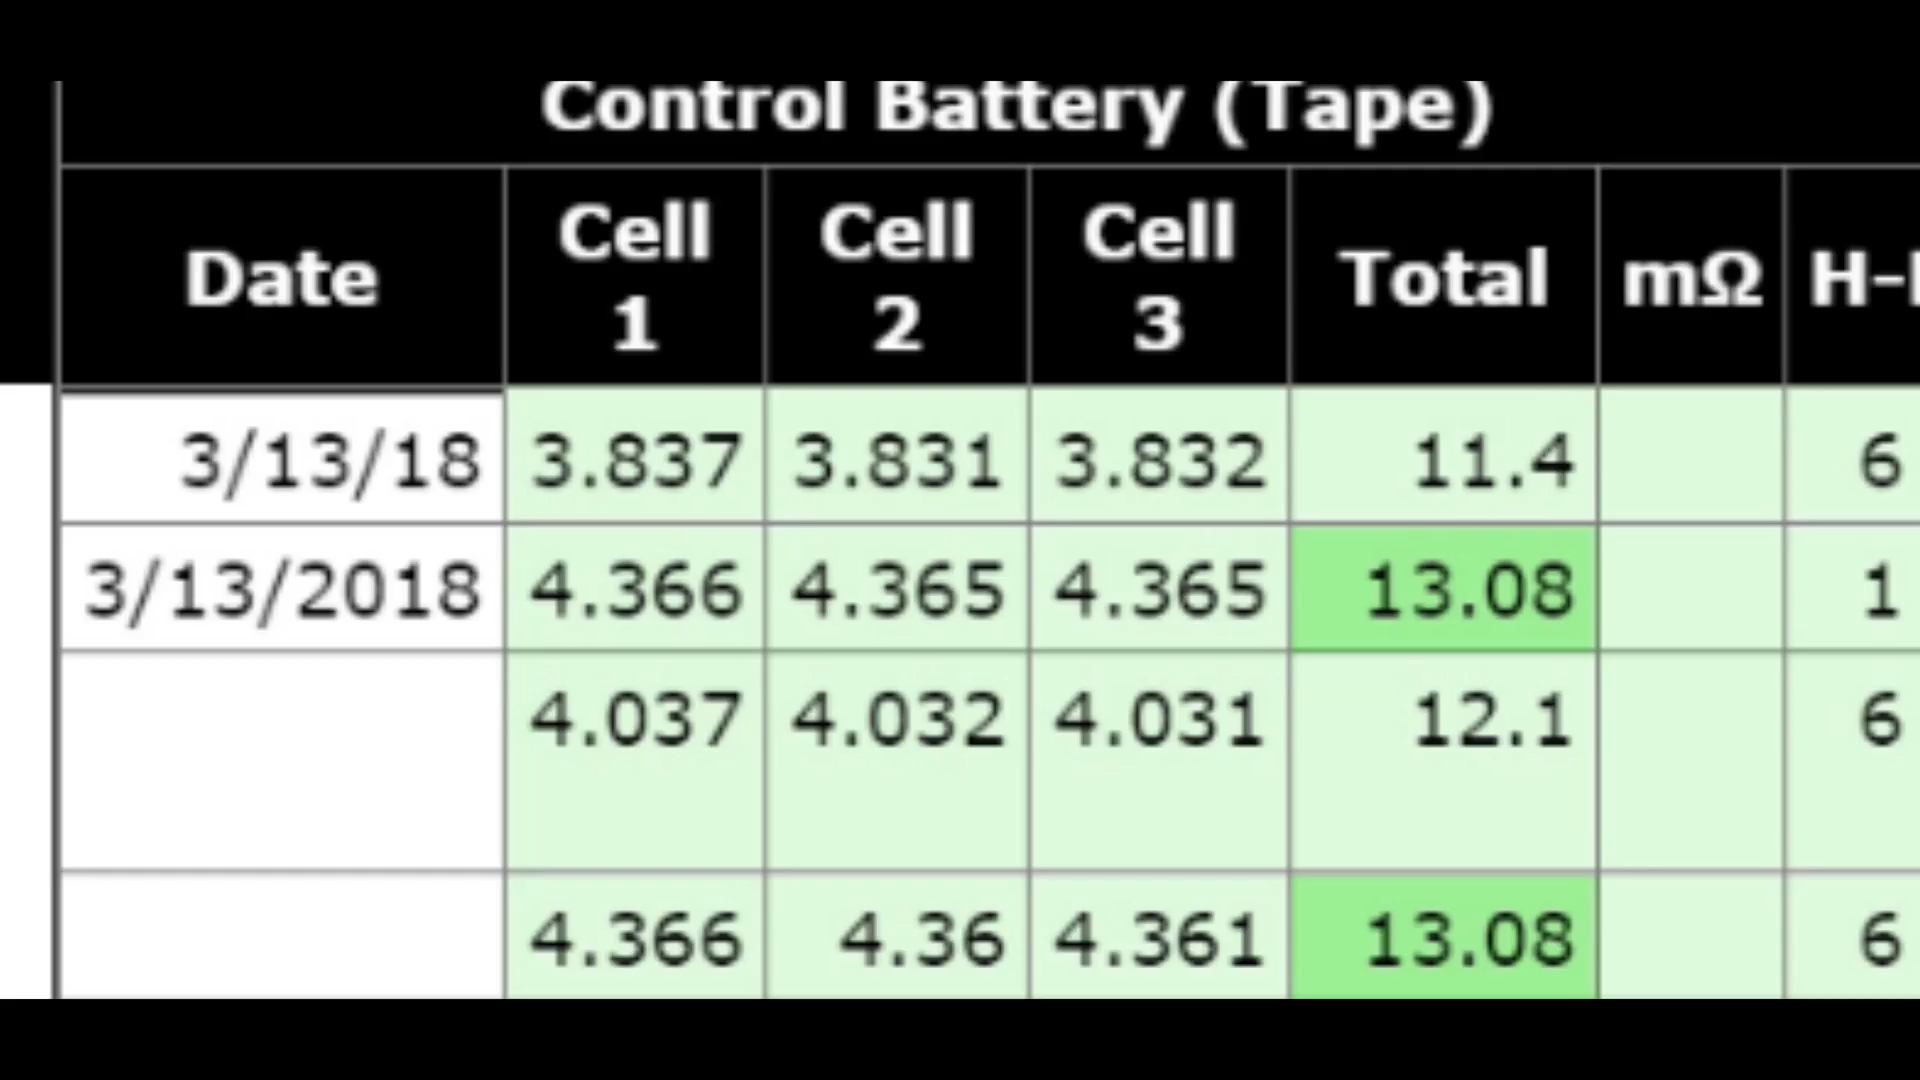 Control Battery (Tape)
Date Cell 1 Cell 2 Cell 3 Total mΩ
3/13/18 3.837 3.831 3.832 11.4 6
3/13/2018 4.366 4.365 4.365 13.08 1
4.037 4.032 4.031 12.1 6
4.366 4.36 4.361 13.08 6